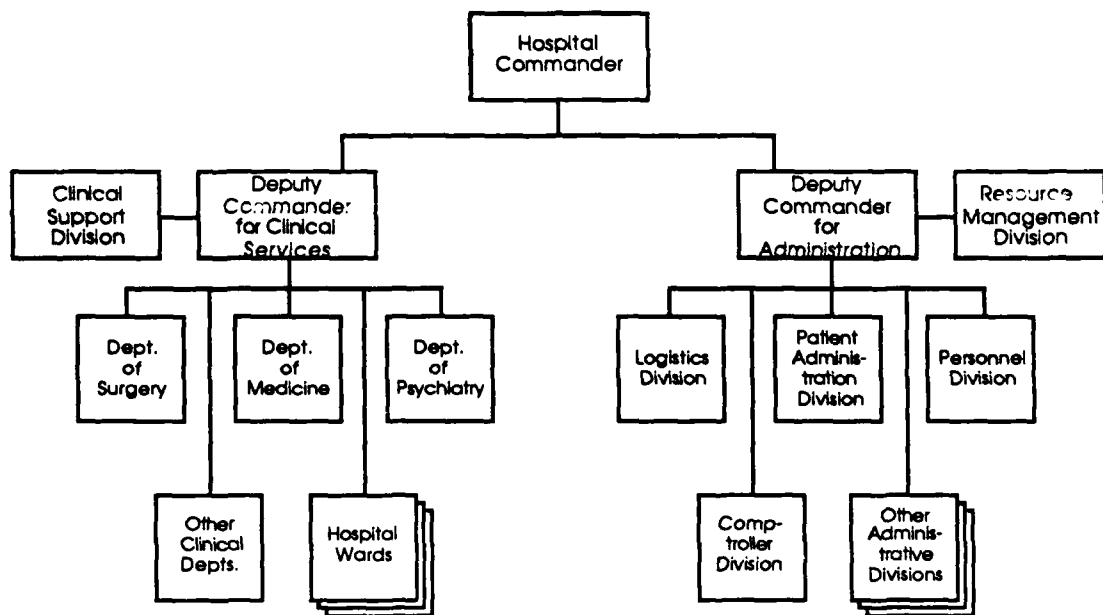 Hospital
Commander
Clinical
Support
Division
Deputy
Commander
for Clinical
Services
Deputy
Commander
for
Administration
Resource
Management
Division
Dept.
of
Surgery
Dept.
of
Medicine
Dept.
of
Psychiatry
Logistics
Division
Patient
Adminis-
tration
Division
Personnel
Division
Other
Clinical
Depts.
Hospital
Wards
Comp-
troller
Division
Other
Adminis-
trative
Divisions